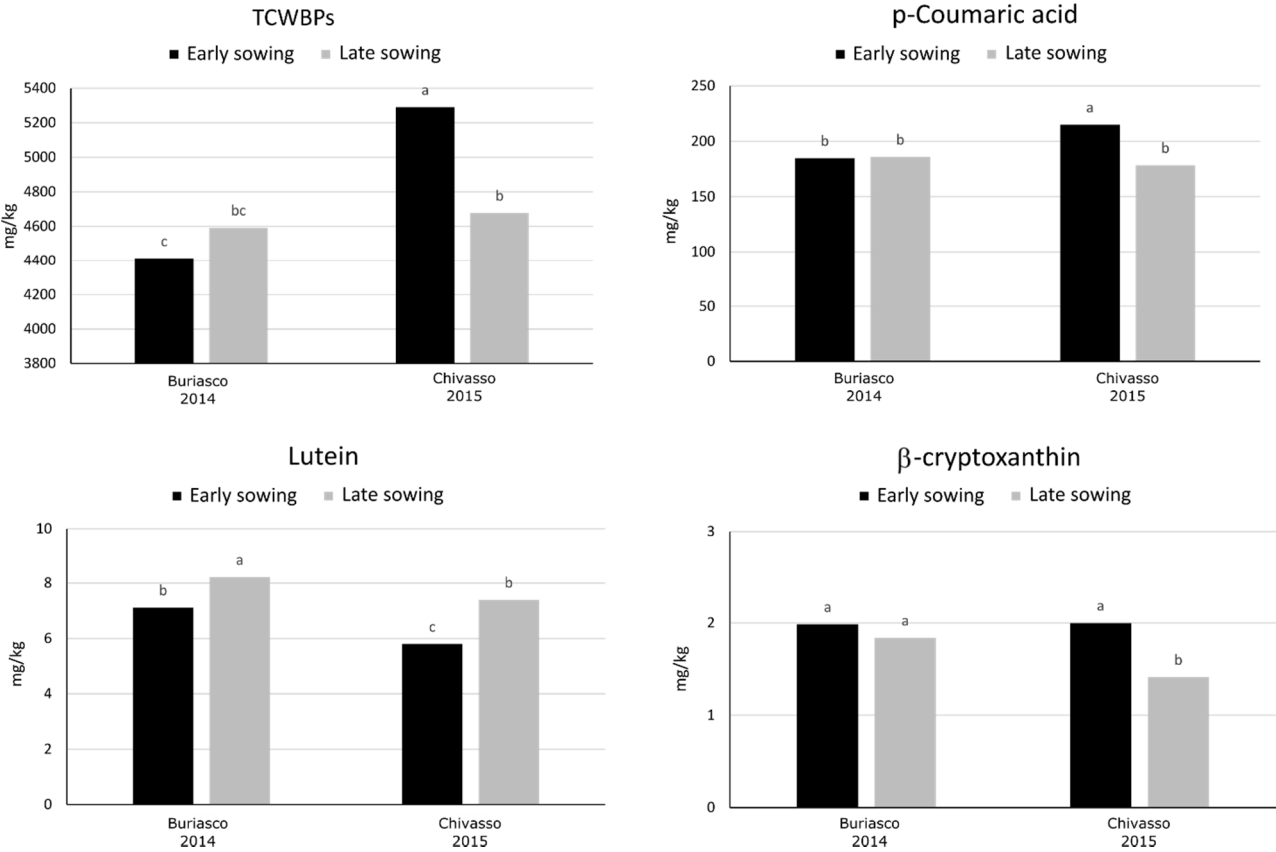 TCWBPs
Early sowing Late sowing
5400
5200
5000
4800
4600
4400
4200
4000
3800
mg/kg
a
b
bc
c
Buriasco
2014
Chivasso
2015
p-Coumaric acid
Early sowing Late sowing
250
200
150
100
50
0
mg/kg
b b a b
Buriasco
2014
Chivasso
2015
Lutein
Early sowing Late sowing
10
8
6
4
2
0
mg/kg
b a c b
Buriasco
2014
Chivasso
2015
β-cryptoxanthin
Early sowing Late sowing
3
2
1
0
mg/kg
a a a b
Buriasco
2014
Chivasso
2015